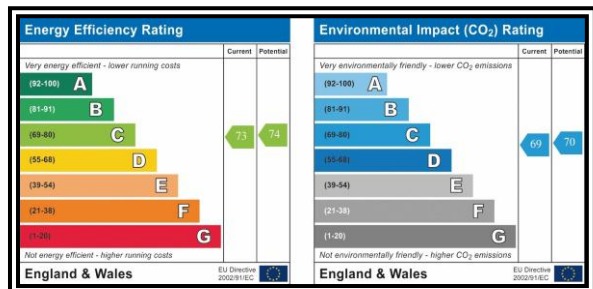 Energy Efficiency Rating
Current Potential
Very energy efficient - lower running costs
(92-100) A
(81-91) B
(69-80) C 73 74
(55-68) D
(39-54) E
(21-38) F
(1-20) G
Not energy efficient - higher running costs
England & Wales
EU Directive
2002/91/EC
Environmental Impact (CO₂) Rating
Current Potential
Very environmentally friendly - lower CO₂ emissions
(92-100) A
(81-91) B
(69-80) C 69 70
(55-68) D
(39-54) E
(21-38) F
(1-20) G
Not environmentally friendly - higher CO₂ emissions
England & Wales
EU Directive
2002/91/EC